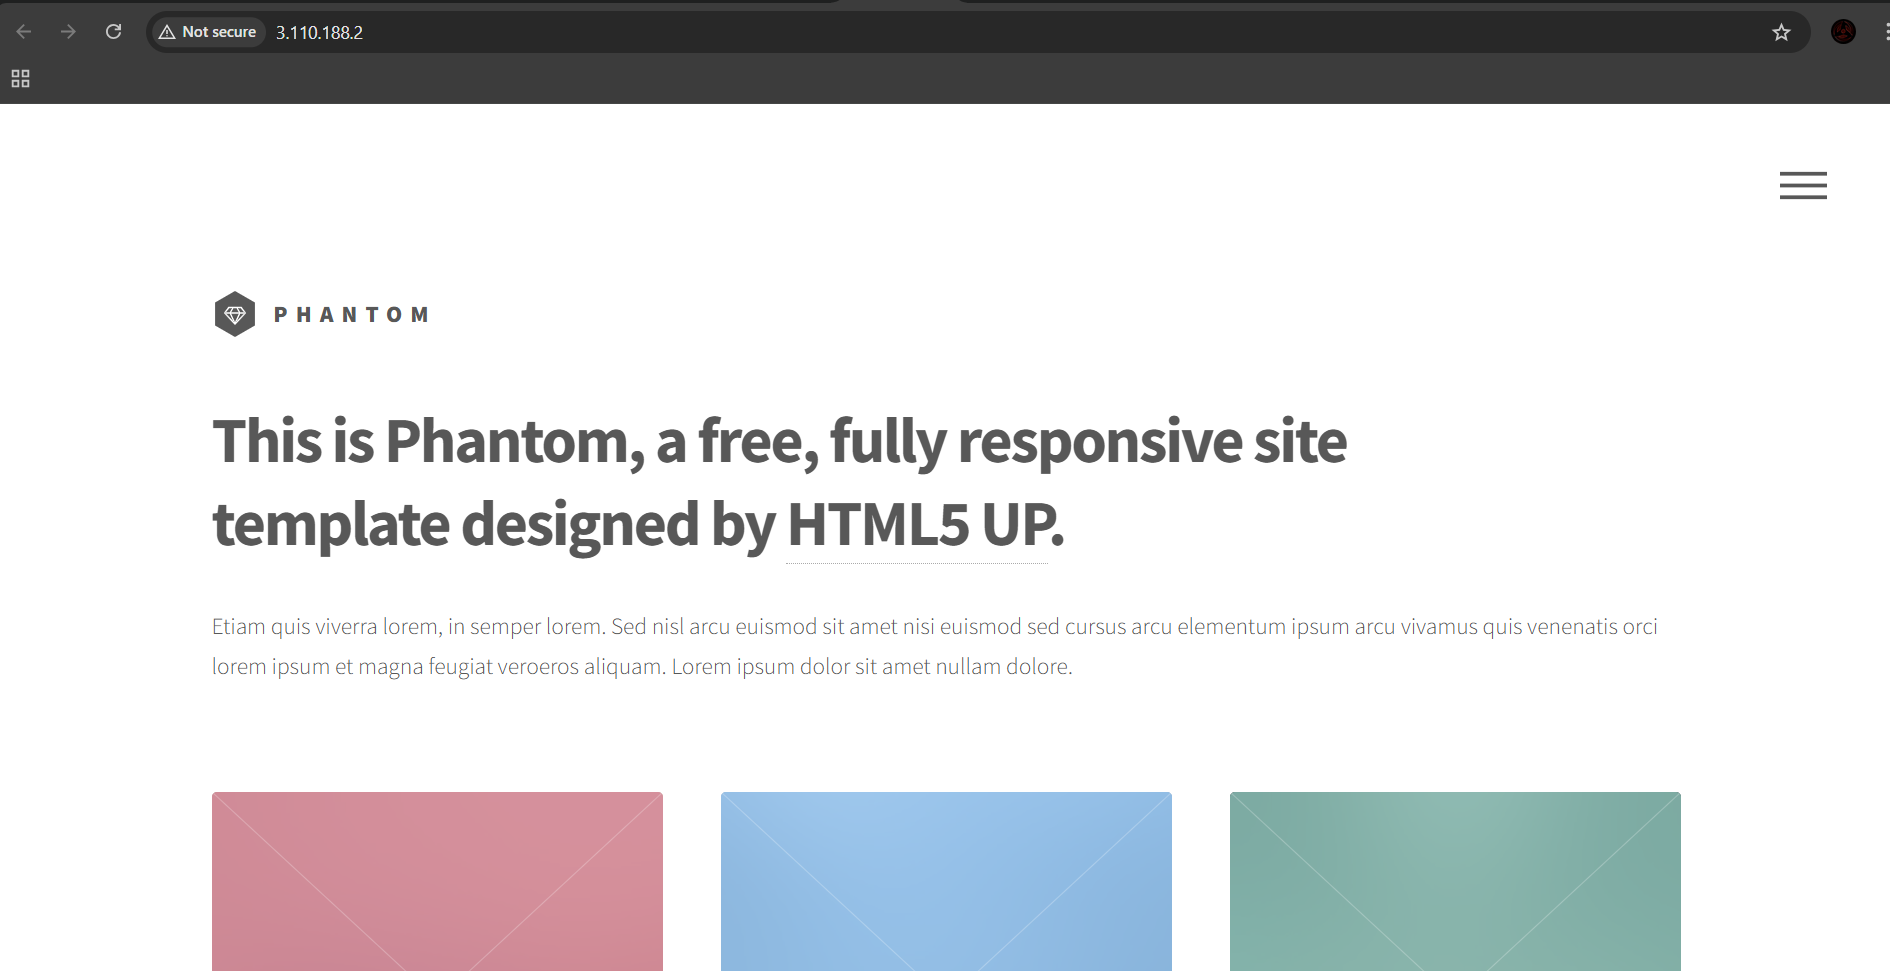 Not secure 3.110.188.2
PHANTOM
This is Phantom, a free, fully responsive site
template designed by HTML5 UP.
Etiam quis viverra lorem, in semper lorem. Sed nisl arcu euismod sit amet nisi euismod sed cursus arcu elementum ipsum arcu vivamus quis venenatis orci
lorem ipsum et magna feugiat veroeros aliquam. Lorem ipsum dolor sit amet nullam dolore.